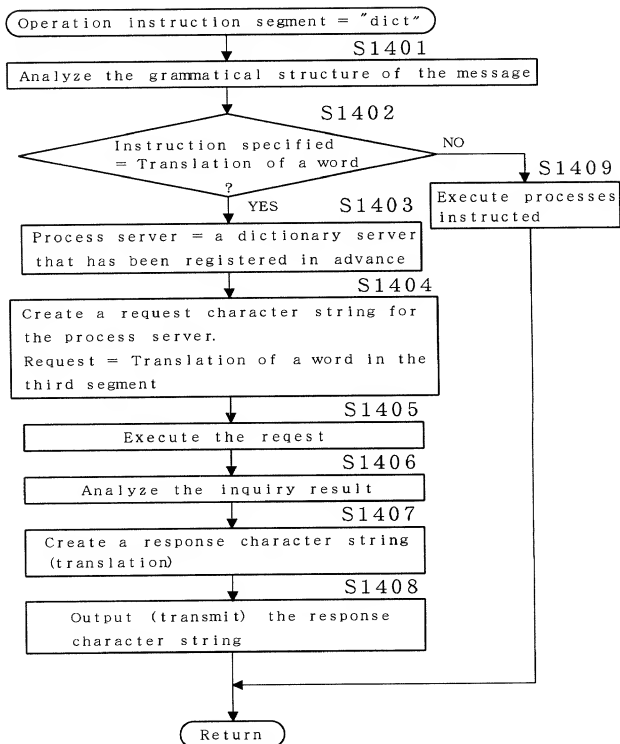 Operation instruction segment = "dict"
S1401
Analyze the grammatical structure of the message
S1402
Instruction specified
= Translation of a word
?
NO
YES
S1409
Execute processes
instructed
S1403
Process server = a dictionary server
that has been registered in advance
S1404
Create a request character string for
the process server.
Request = Translation of a word in the
third segment
S1405
Execute the reqest
S1406
Analyze the inquiry result
S1407
Create a response character string
(translation)
S1408
Output (transmit) the response
character string
Return